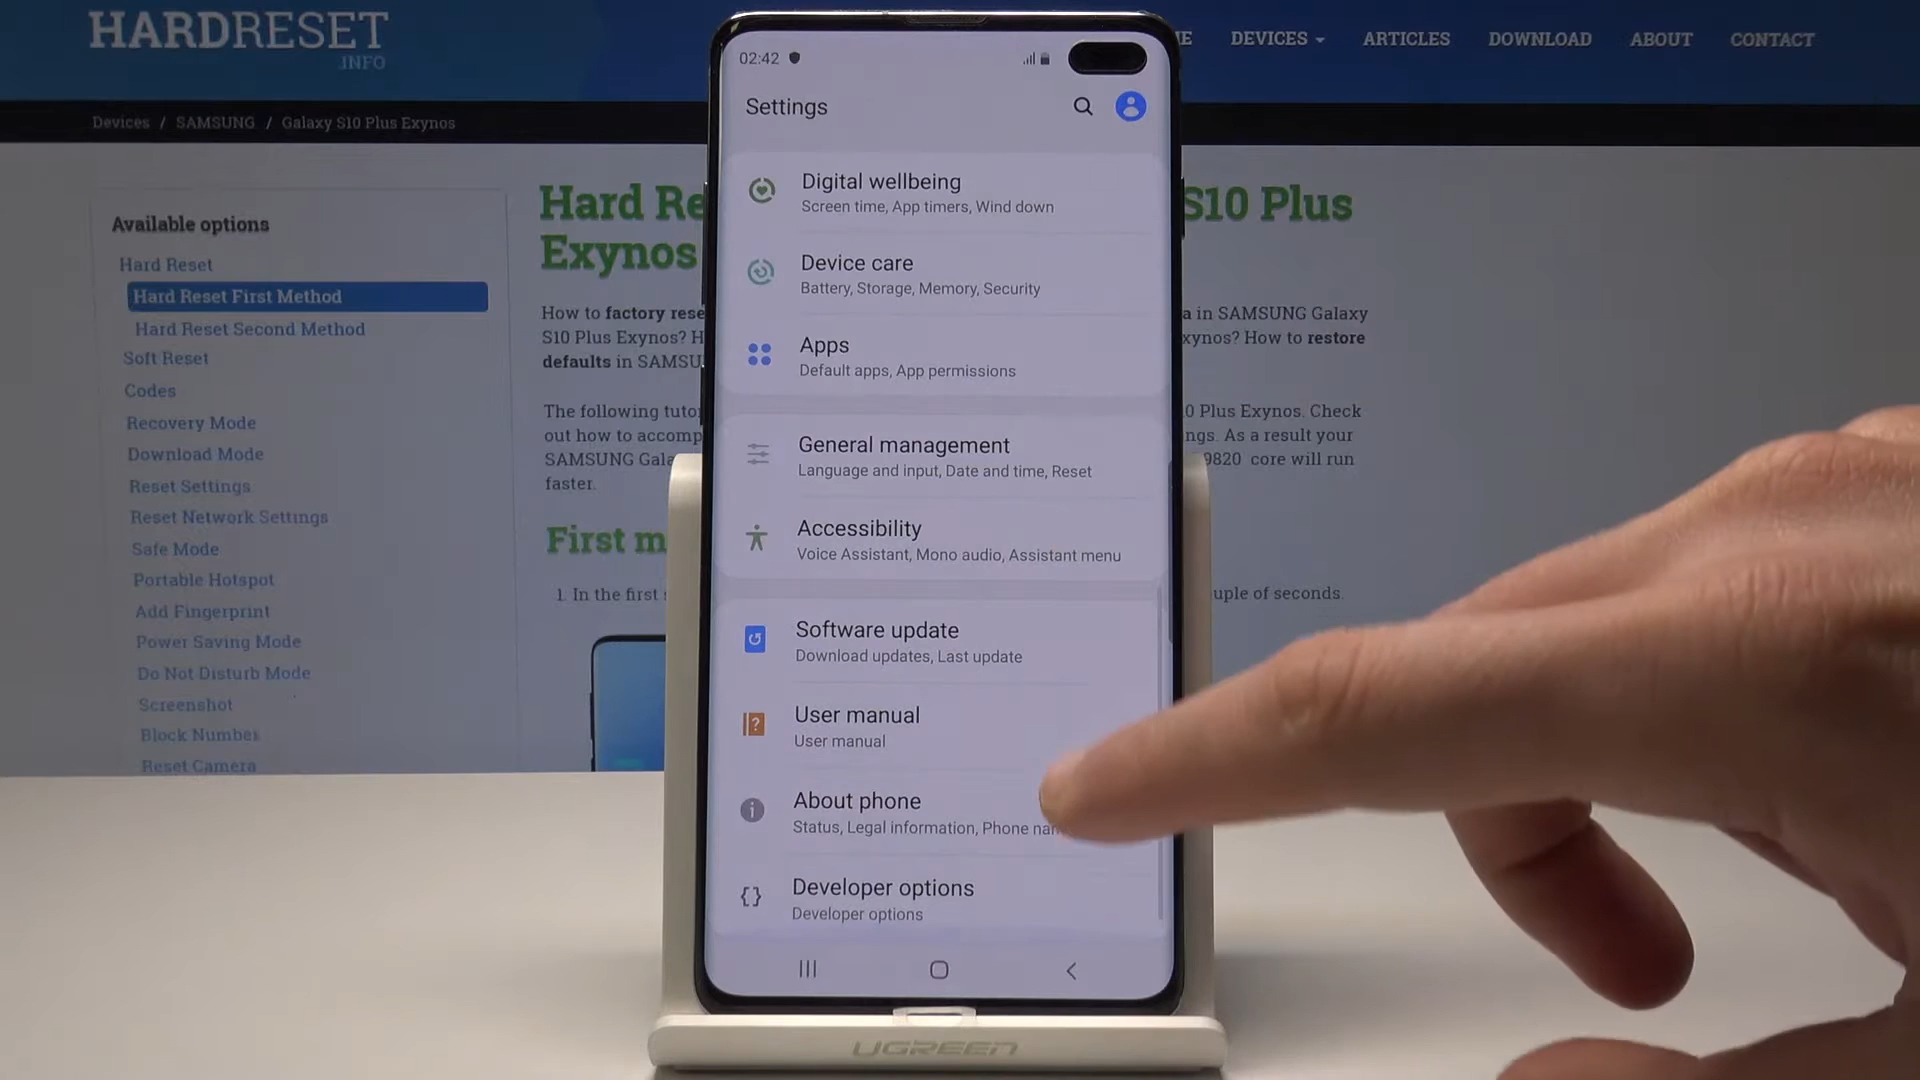 HARDRESET
.INFO
DEVICES
ARTICLES
DOWNLOAD
ABOUT
CONTACT
Devices / SAMSUNG / Galaxy S10 Plus Exynos
Available options
Hard Reset
Hard Reset First Method
Hard Reset Second Method
Soft Reset
Codes
Recovery Mode
Download Mode
Reset Settings
Reset Network Settings
Safe Mode
Portable Hotspot
Add Fingerprint
Power Saving Mode
Do Not Disturb Mode
Screenshot
Block Number
Reset Camera
Hard Re
S10 Plus
Exynos
How to factory rese
a in SAMSUNG Galaxy
S10 Plus Exynos? H
xynos? How to restore
defaults in SAMSU
The following tutor
0 Plus Exynos. Check
out how to accomp
ngs. As a result your
SAMSUNG Gala
9820 core will run
faster.
First m
1. In the first
ouple of seconds.
02:42
Settings
Digital wellbeing
Screen time, App timers, Wind down
Device care
Battery, Storage, Memory, Security
Apps
Default apps, App permissions
General management
Language and input, Date and time, Reset
Accessibility
Voice Assistant, Mono audio, Assistant menu
Software update
Download updates, Last update
User manual
User manual
About phone
Status, Legal information, Phone nam
Developer options
Developer options
UGREEN